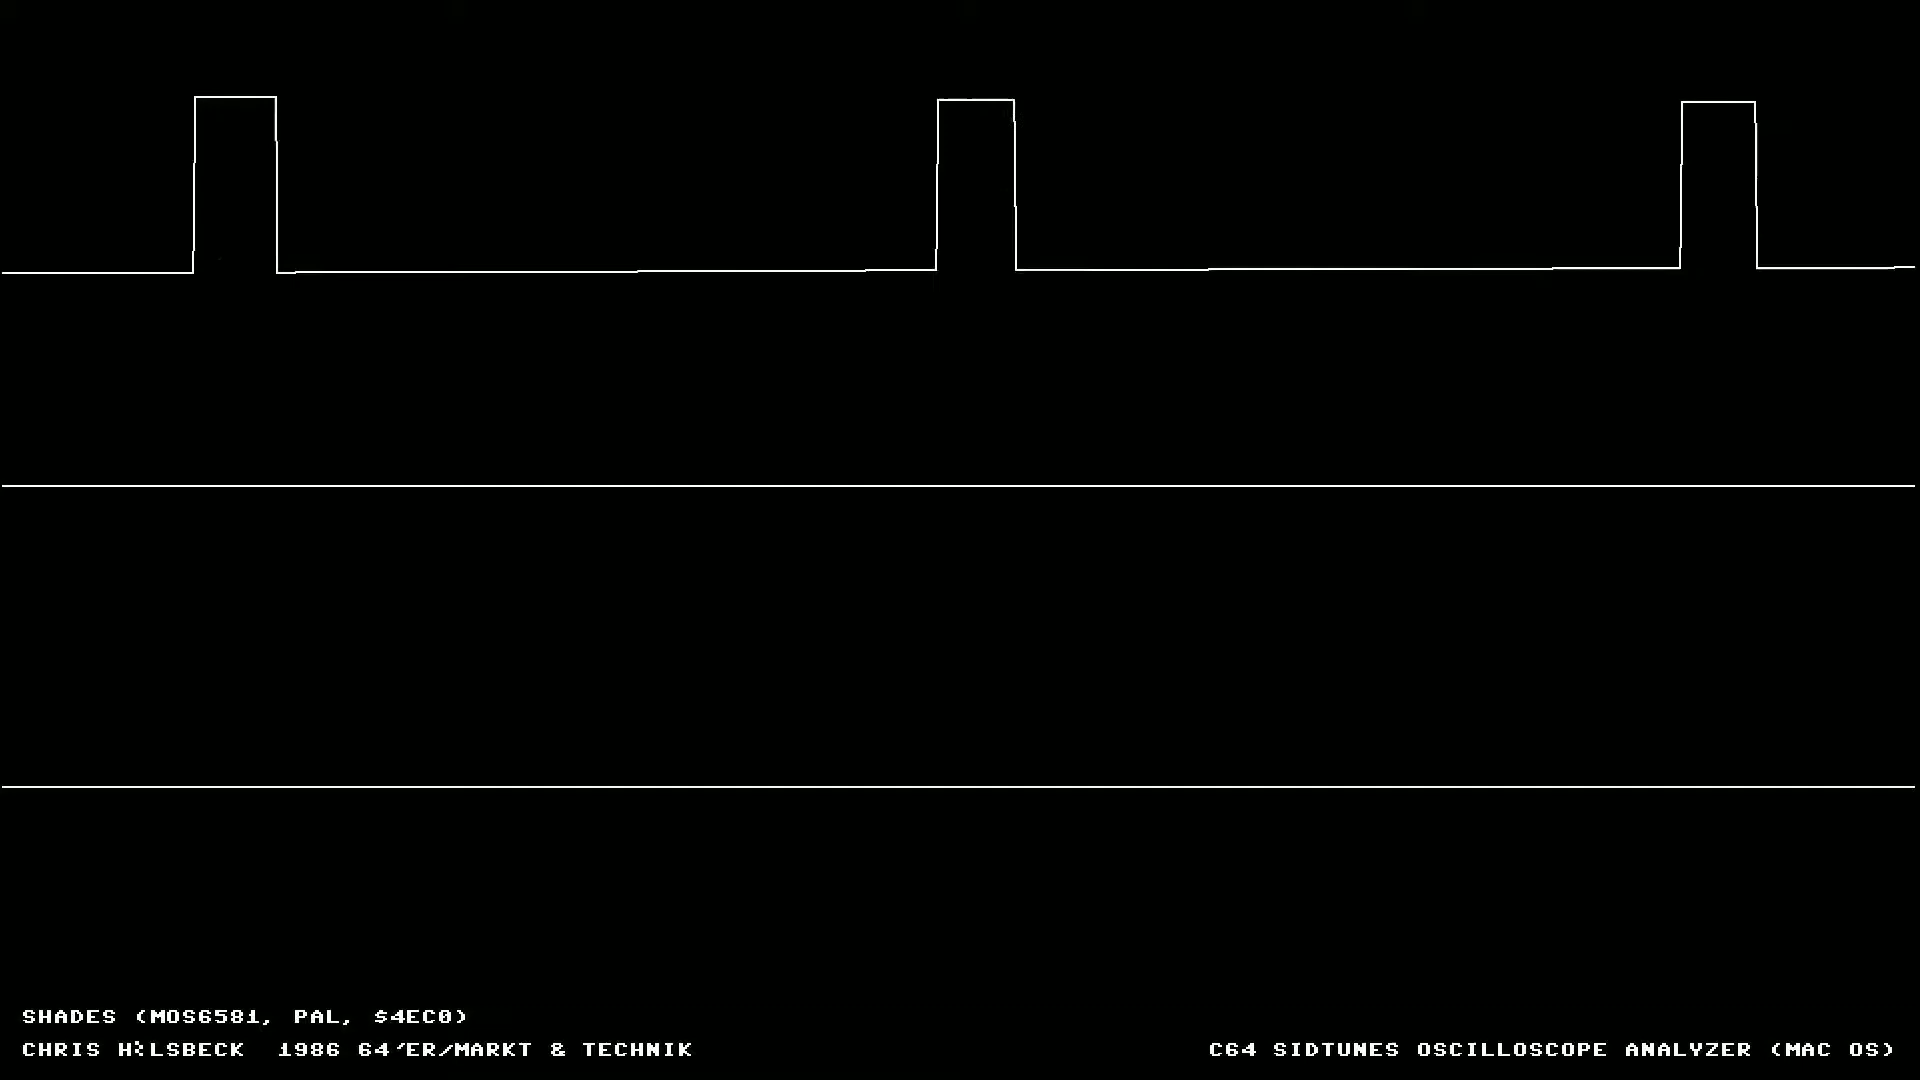 SHADES (MOS6581, PAL, $4EC0)
CHRIS H▒LSBECK 1986 64'ER/MARKT & TECHNIK
C64 SIDTUNES OSCILLOSCOPE ANALYZER (MAC OS)